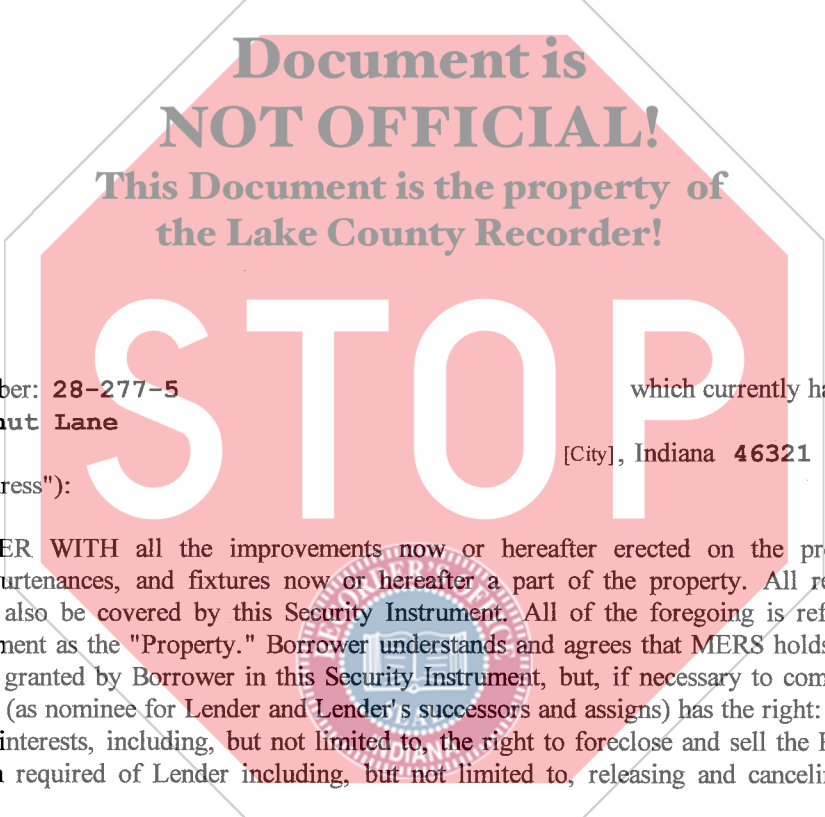 Document is
NOT OFFICIAL!
This Document is the property of
the Lake County Recorder!
STOP
ber: 28-277-5 which currently ha
ut Lane
[City], Indiana 46321
ress"):
ER WITH all the improvements now or hereafter erected on the pro
urtenances, and fixtures now or hereafter a part of the property. All re
also be covered by this Security Instrument. All of the foregoing is ref
ment as the "Property." Borrower understands and agrees that MERS holds
granted by Borrower in this Security Instrument, but, if necessary to com
(as nominee for Lender and Lender's successors and assigns) has the right:
interests, including, but not limited to, the right to foreclose and sell the
required of Lender including, but not limited to, releasing and canceli
INDIANA